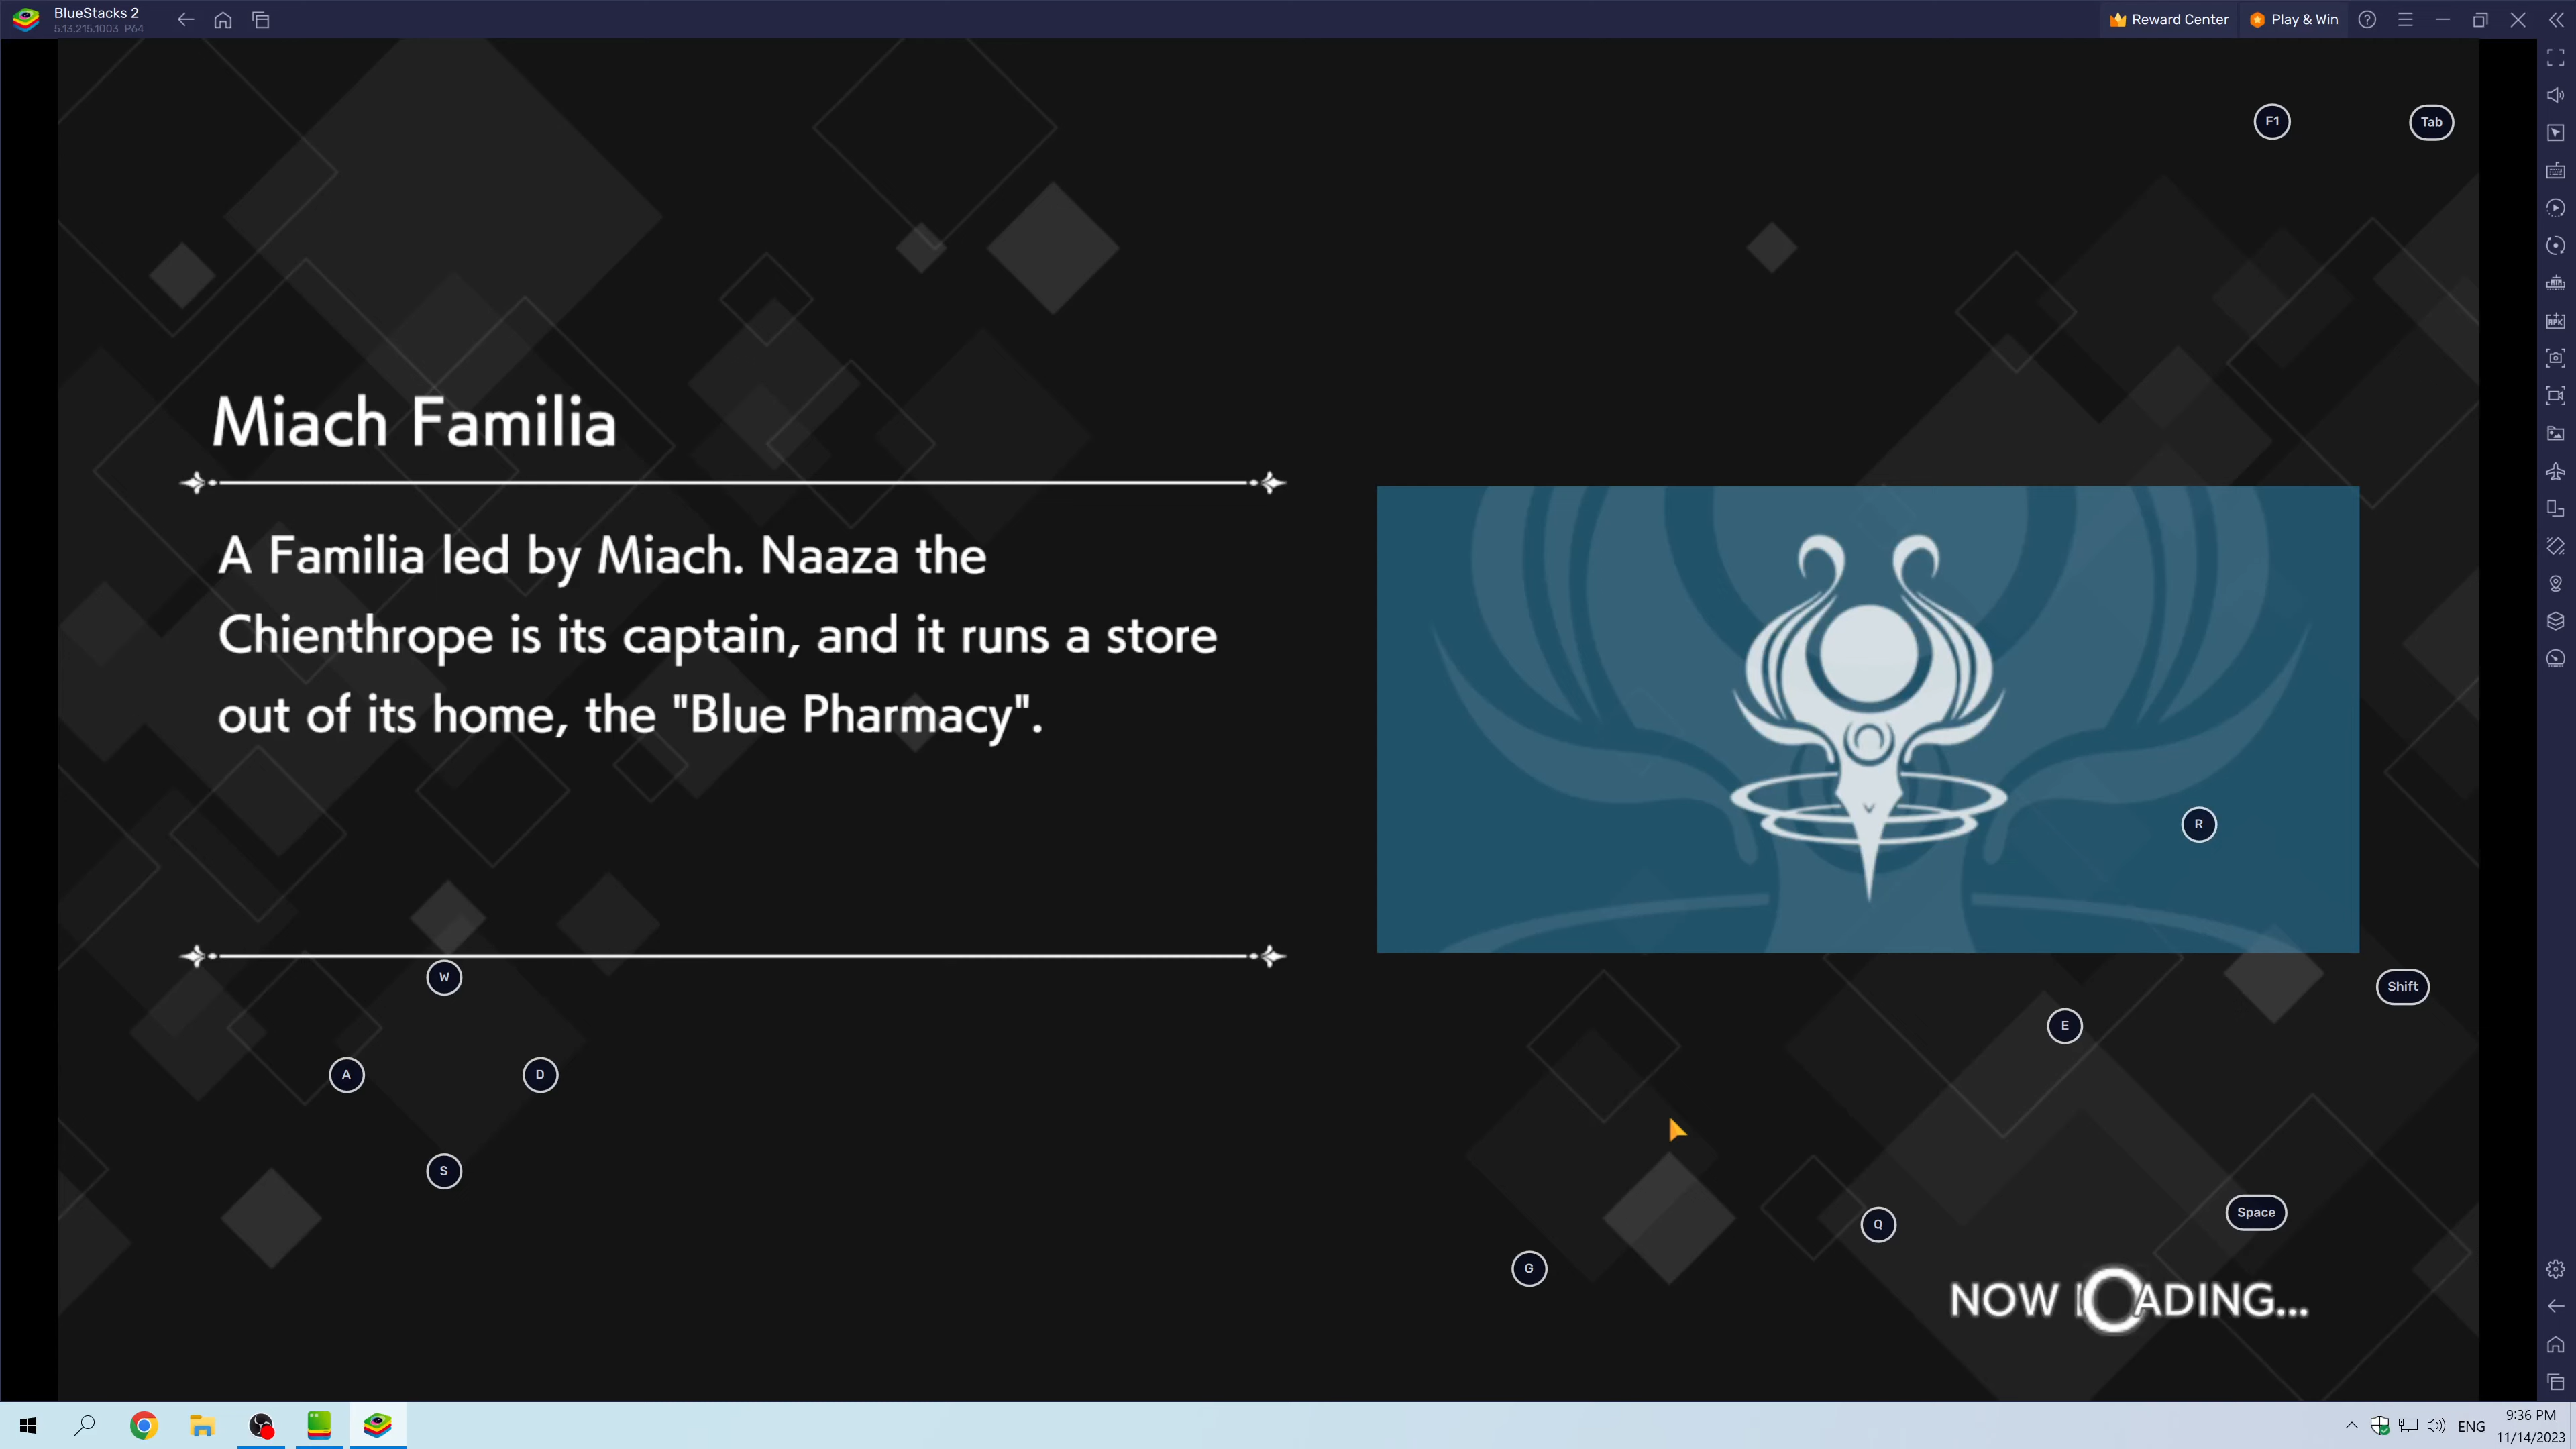 BlueStacks 2
5.13.215.1003 P64
Reward Center
Play & Win
F1
Tab
Miach Familia
A Familia led by Miach. Naaza the
Chienthrope is its captain, and it runs a store
out of its home, the "Blue Pharmacy".
R
W
Shift
E
A
D
S
Space
Q
G
NOW LOADING...
ENG
9:36 PM
11/14/2023